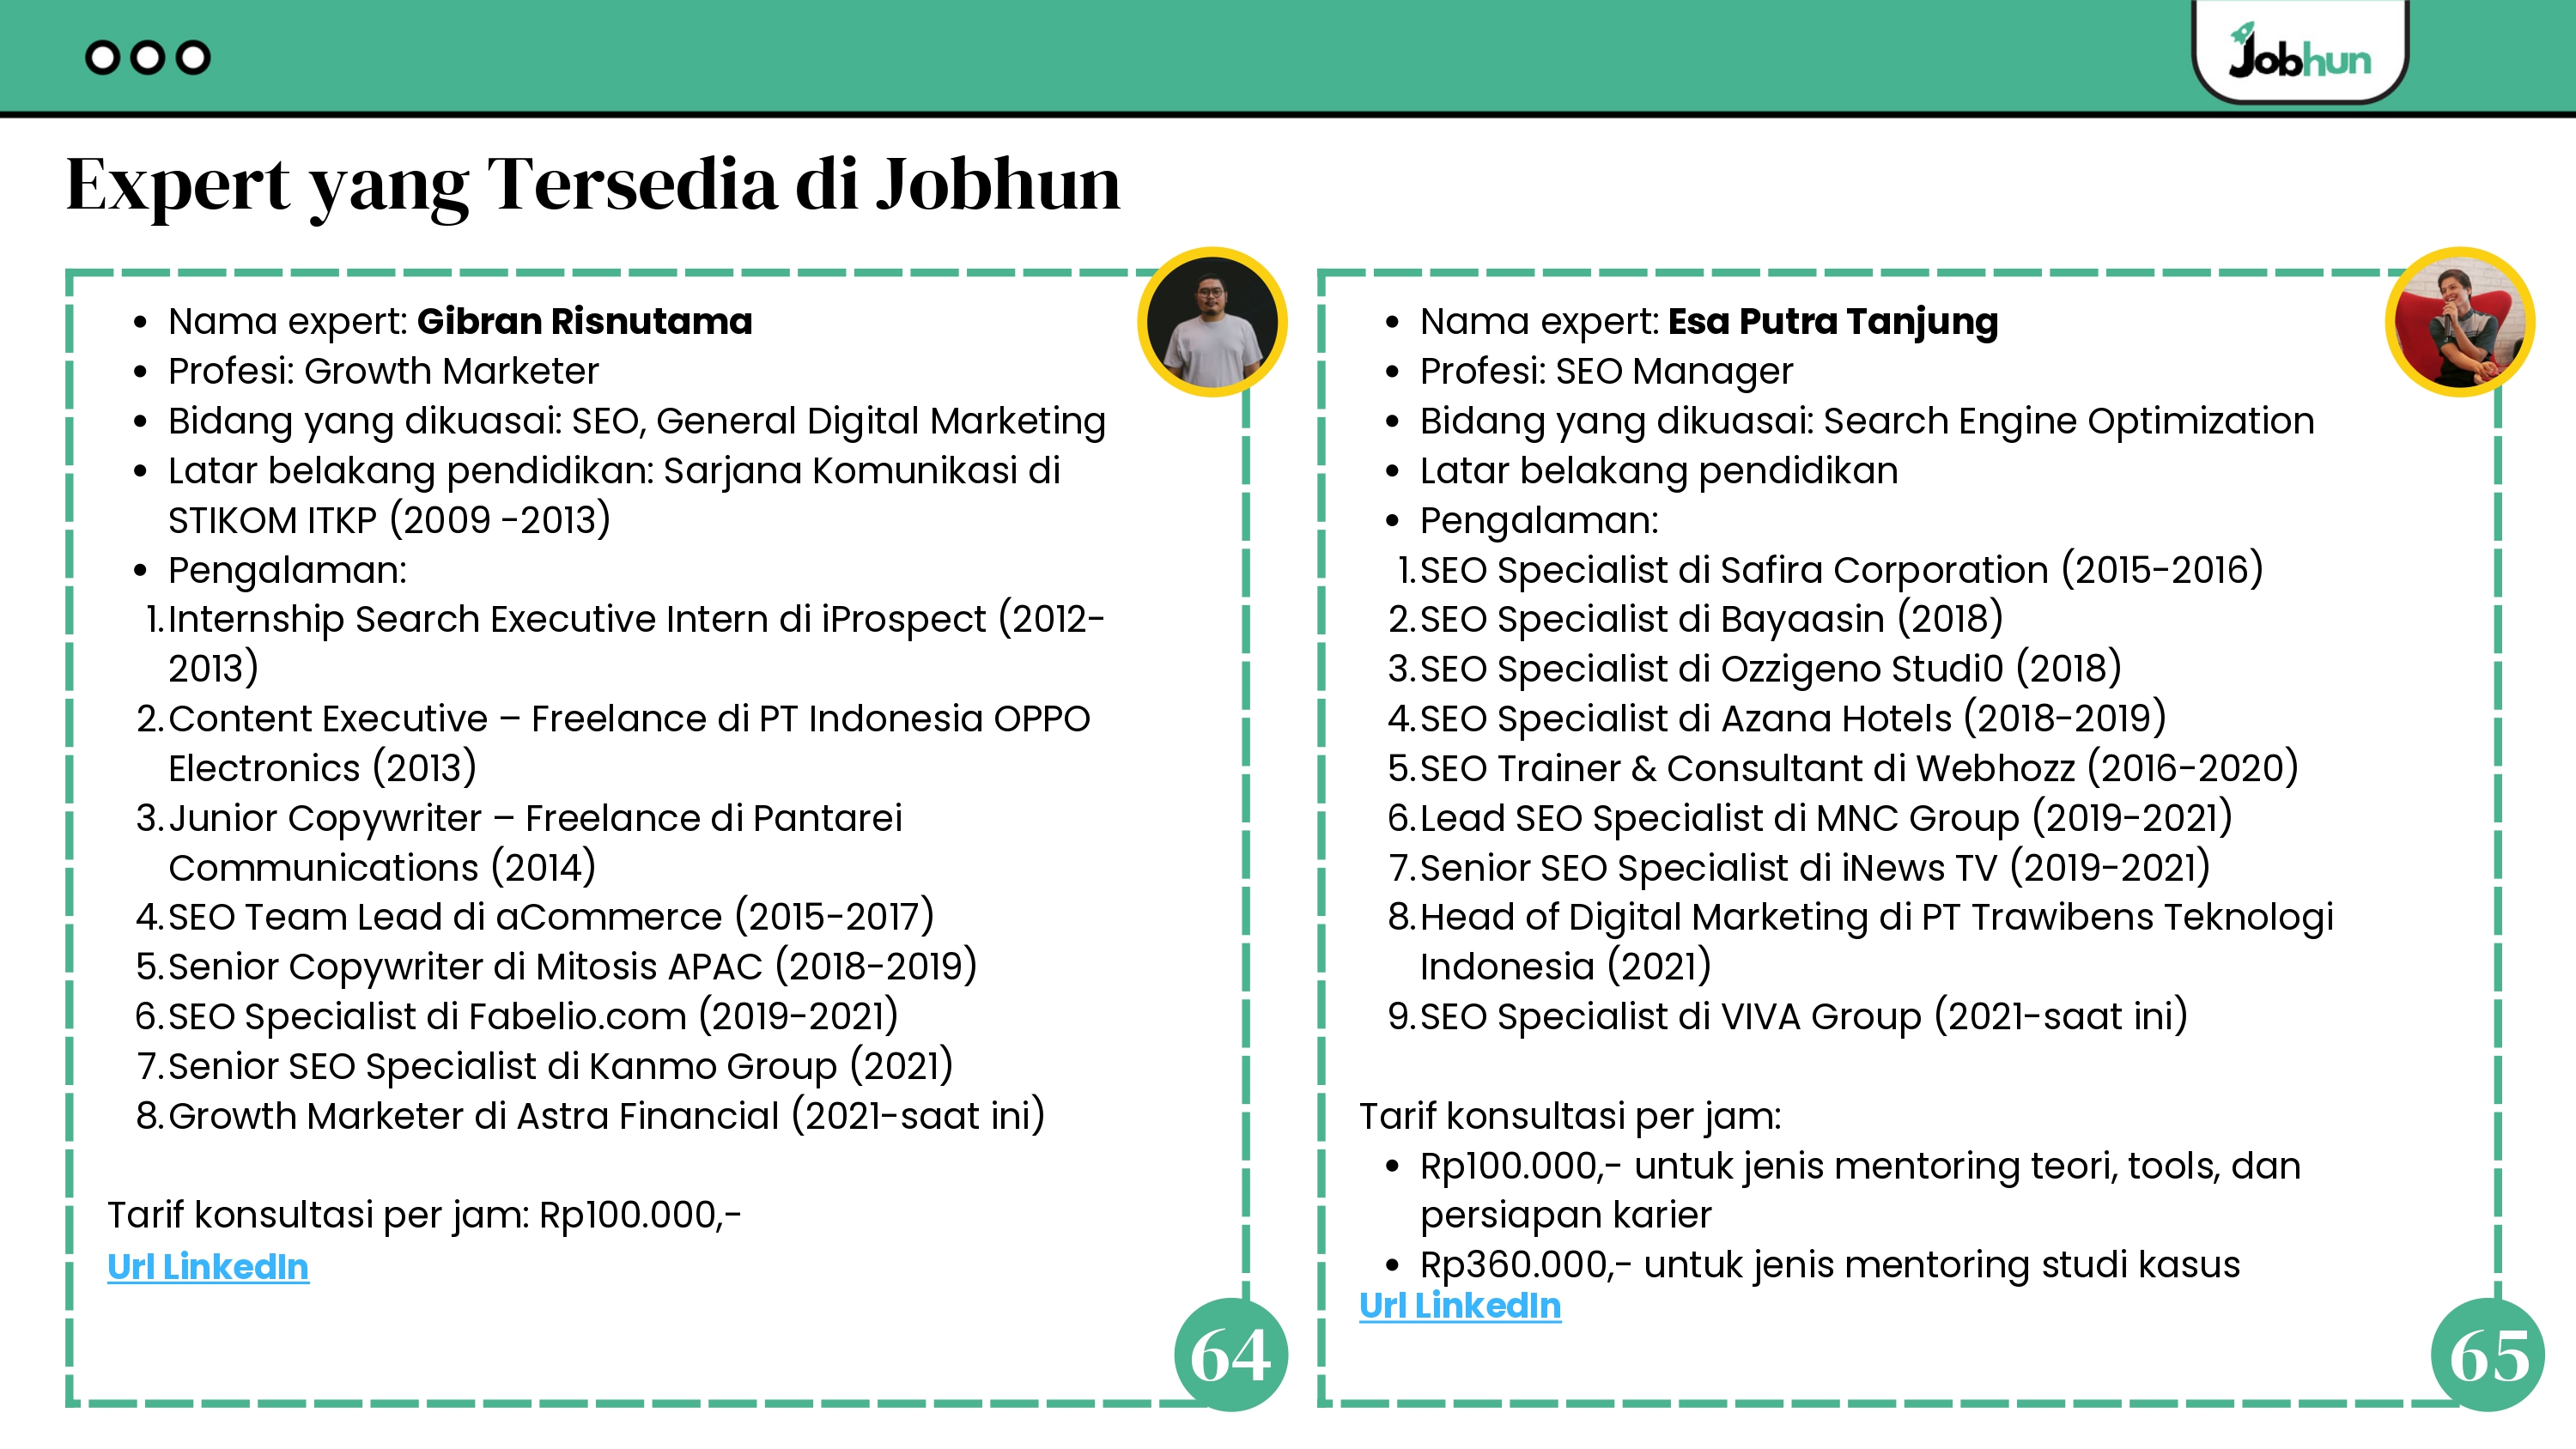 Jobhun
Expert yang Tersedia di Jobhun
• Nama expert: Gibran Risnutama
• Profesi: Growth Marketer
• Bidang yang dikuasai: SEO, General Digital Marketing
• Latar belakang pendidikan: Sarjana Komunikasi di
STIKOM ITKP (2009 -2013)
• Pengalaman:
1. Internship Search Executive Intern di iProspect (2012-
2013)
2. Content Executive – Freelance di PT Indonesia OPPO
Electronics (2013)
3. Junior Copywriter – Freelance di Pantarei
Communications (2014)
4. SEO Team Lead di aCommerce (2015-2017)
5. Senior Copywriter di Mitosis APAC (2018-2019)
6. SEO Specialist di Fabelio.com (2019-2021)
7. Senior SEO Specialist di Kanmo Group (2021)
8. Growth Marketer di Astra Financial (2021-saat ini)
Tarif konsultasi per jam: Rp100.000,-
Url LinkedIn
64
• Nama expert: Esa Putra Tanjung
• Profesi: SEO Manager
• Bidang yang dikuasai: Search Engine Optimization
• Latar belakang pendidikan
• Pengalaman:
1. SEO Specialist di Safira Corporation (2015-2016)
2. SEO Specialist di Bayaasin (2018)
3. SEO Specialist di Ozzigeno Studi0 (2018)
4. SEO Specialist di Azana Hotels (2018-2019)
5. SEO Trainer & Consultant di Webhozz (2016-2020)
6. Lead SEO Specialist di MNC Group (2019-2021)
7. Senior SEO Specialist di iNews TV (2019-2021)
8. Head of Digital Marketing di PT Trawibens Teknologi
Indonesia (2021)
9. SEO Specialist di VIVA Group (2021-saat ini)
Tarif konsultasi per jam:
• Rp100.000,- untuk jenis mentoring teori, tools, dan
persiapan karier
• Rp360.000,- untuk jenis mentoring studi kasus
Url LinkedIn
65